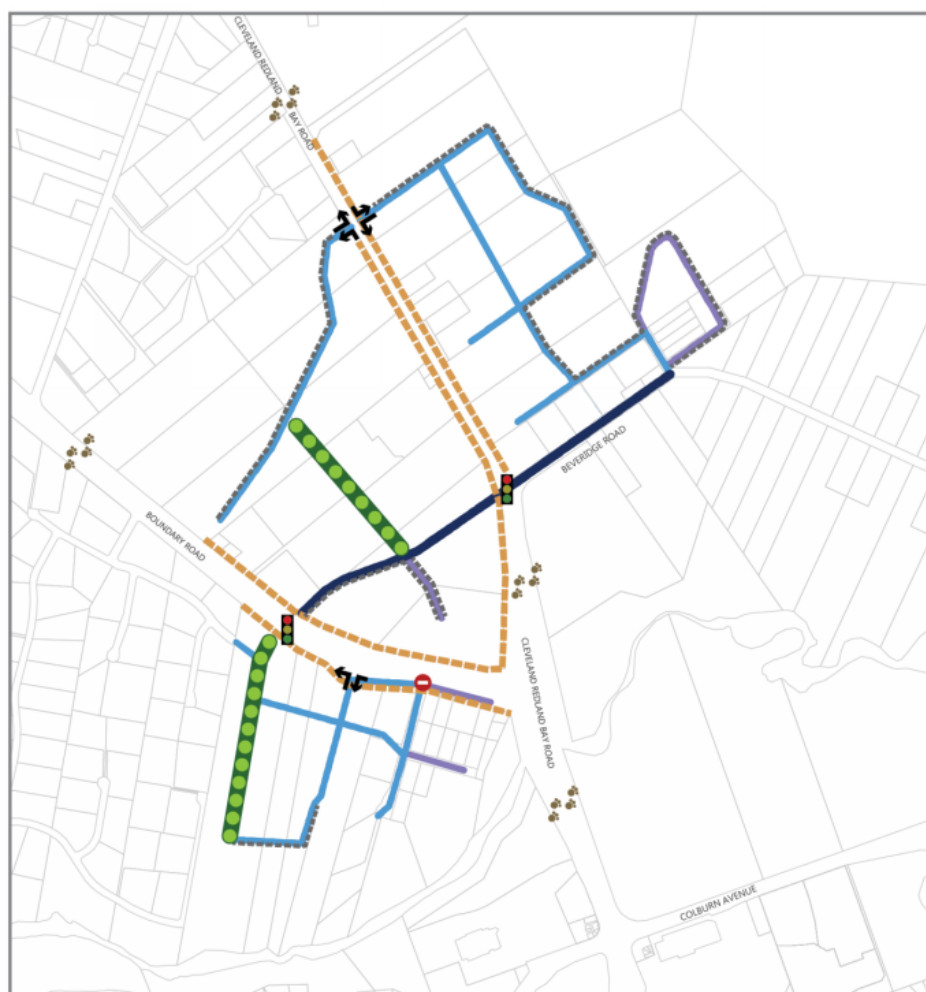 CLEVELAND REDLAND
BAY ROAD
BEVERIDGE ROAD
BOUNDARY ROAD
CLEVELAND REDLAND BAY ROAD
COLBURN AVENUE